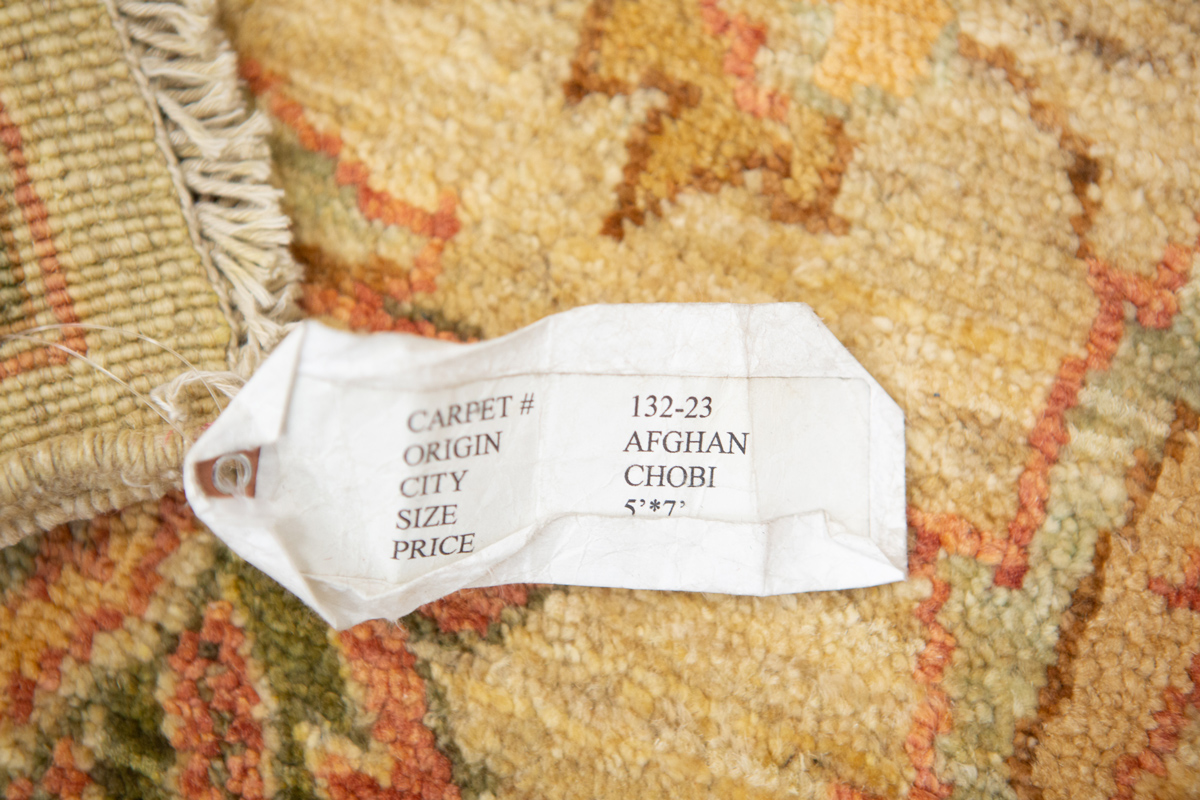 CARPET # 132-23
ORIGIN AFGHAN
CITY CHOBI
SIZE 5'*7'
PRICE